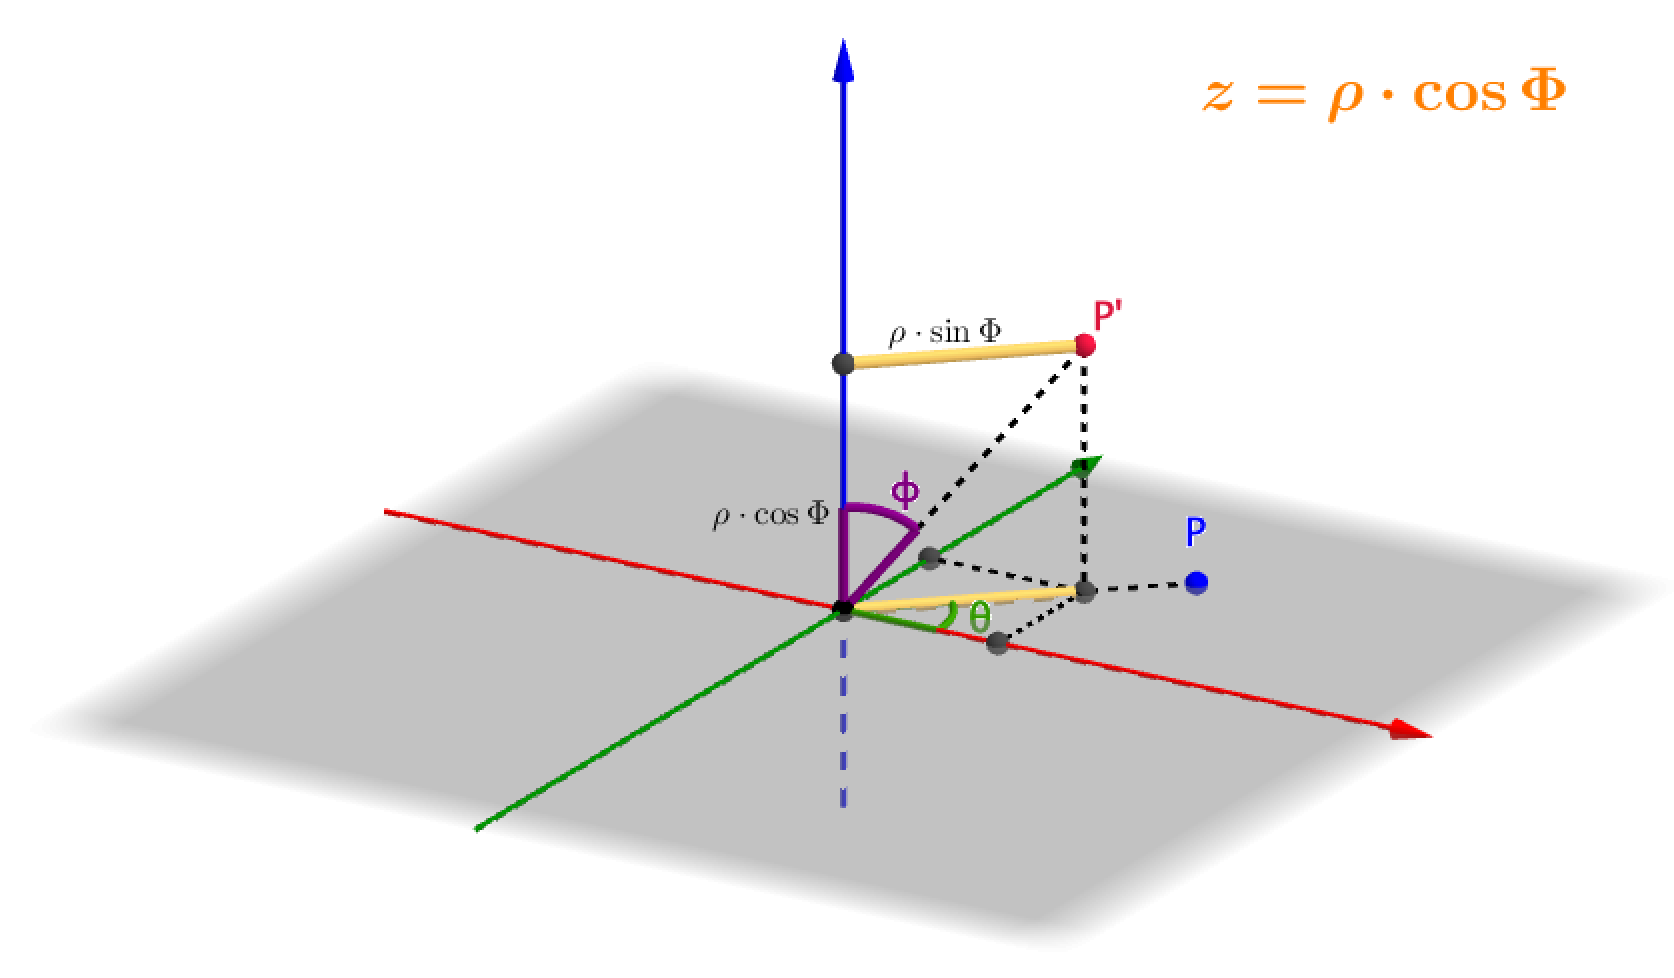 z = ρ · cos Φ
P'
ρ · sin Φ
ϕ
ρ · cos Φ
P
θ